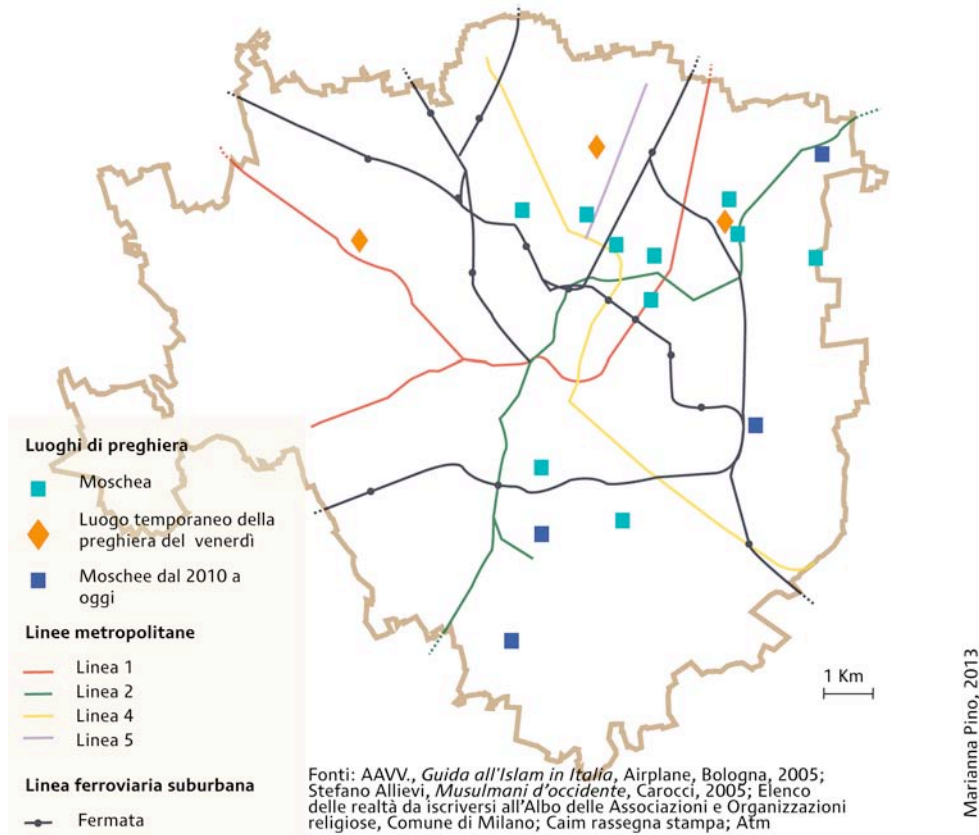 Luoghi di preghiera
Moschea
Luogo temporaneo della
preghiera del venerdì
Moschee dal 2010 a
oggi
Linee metropolitane
Linea 1
Linea 2
Linea 4
Linea 5
Linea ferroviaria suburbana
Fermata
1 Km
Fonti: AAVV., Guida all'Islam in Italia, Airplane, Bologna, 2005;
Stefano Allievi, Musulmani d'occidente, Carocci, 2005; Elenco
delle realtà da iscriversi all'Albo delle Associazioni e Organizzazioni
religiose, Comune di Milano; Caim rassegna stampa; Atm
Marianna Pino, 2013